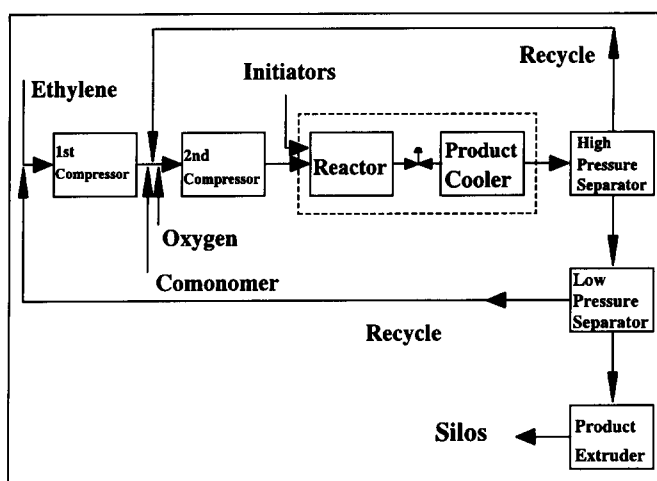 Recycle
Initiators
Ethylene
1st
Compressor
2nd
Compressor
Reactor
Product
Cooler
High
Pressure
Separator
Oxygen
Comonomer
Low
Pressure
Separator
Recycle
Silos
Product
Extruder